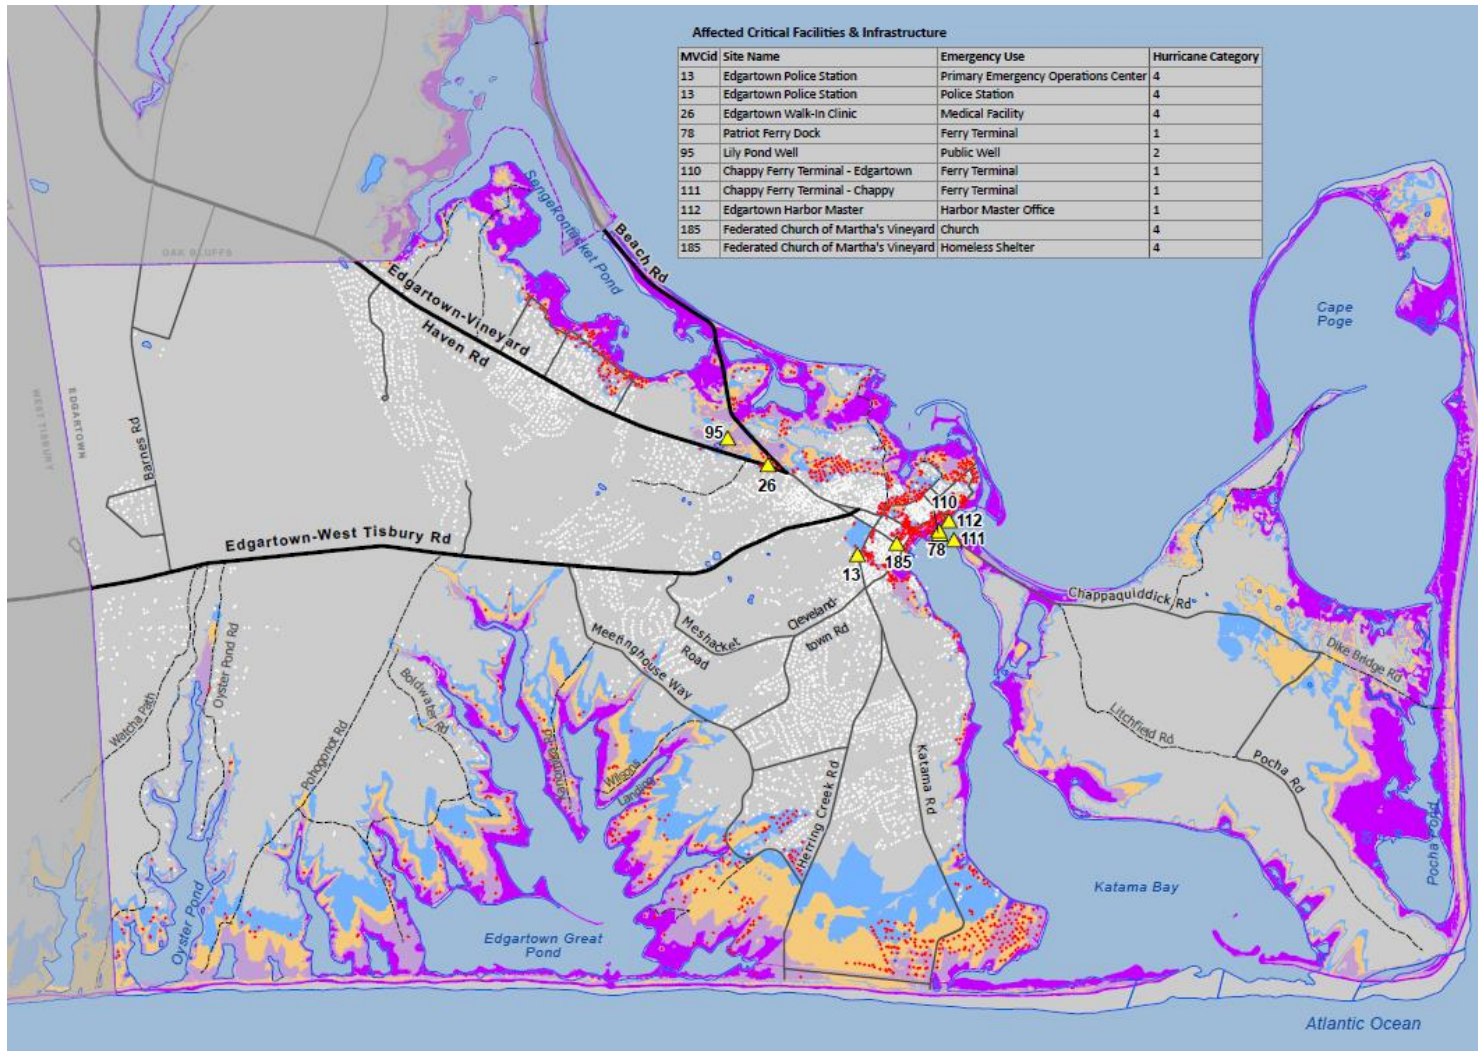 Affected Critical Facilities & Infrastructure
MVCid Site Name Emergency Use Hurricane Category
13 Edgartown Police Station Primary Emergency Operations Center 4
13 Edgartown Police Station Police Station 4
26 Edgartown Walk-In Clinic Medical Facility 4
78 Patriot Ferry Dock Ferry Terminal 1
95 Lily Pond Well Public Well 2
110 Chappy Ferry Terminal - Edgartown Ferry Terminal 1
111 Chappy Ferry Terminal - Chappy Ferry Terminal 1
112 Edgartown Harbor Master Harbor Master Office 1
185 Federated Church of Martha's Vineyard Church 4
185 Federated Church of Martha's Vineyard Homeless Shelter 4
Sengekontacket Pond
Beach Rd
OAK BLUFFS
Edgartown-Vineyard
Haven Rd
Cape
Poge
WEST TISBURY
EDGARTOWN
Barnes Rd
95
26
110
112
111
78
185
13
Edgartown-West Tisbury Rd
Chappaquiddick Rd
Dike Bridge Rd
Cleveland-
town Rd
Meshacket
Road
Meetinghouse Way
Oyster Pond Rd
Watcha Path
Boldwater Rd
Pohogonot Rd
Wilsons
Landing
Litchfield Rd
Pocha Rd
Katama Rd
Herring Creek Rd
Pocha Pond
Katama Bay
Oyster Pond
Edgartown Great
Pond
Atlantic Ocean